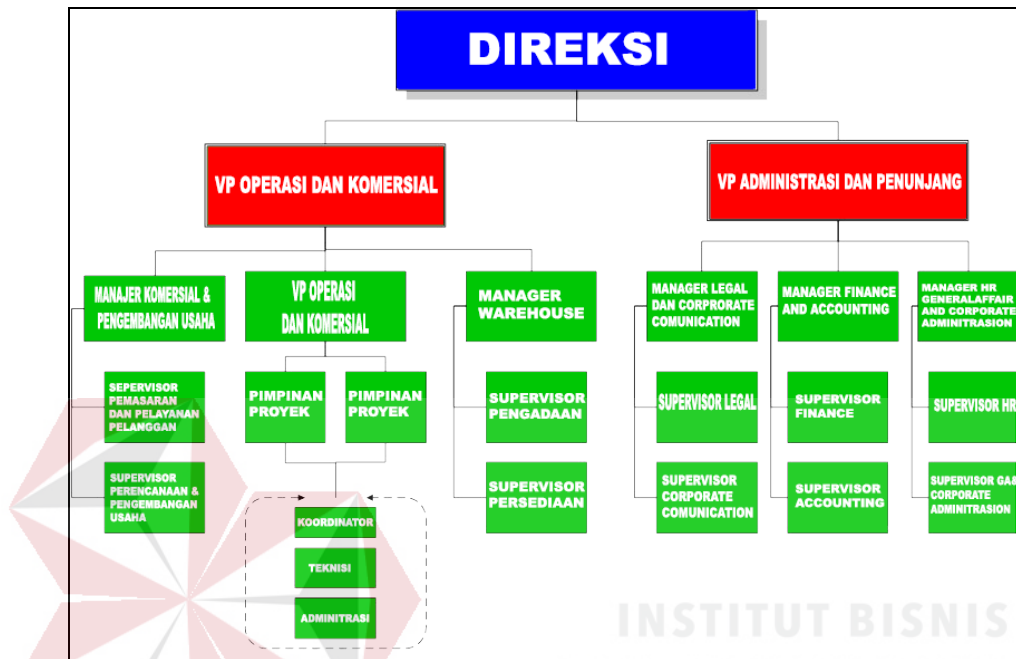 DIREKSI
VP OPERASI DAN KOMERSIAL
VP ADMINISTRASI DAN PENUNJANG
MANAJER KOMERSIAL &
PENGEMBANGAN USAHA
VP OPERASI
DAN KOMERSIAL
MANAGER
WAREHOUSE
MANAGER LEGAL
DAN CORPRORATE
COMUNICATION
MANAGER FINANCE
AND ACCOUNTING
MANAGER HR
GENERALAFFAIR
AND CORPORATE
ADMINITRASION
SEPERVISOR
PEMASARAN
DAN PELAYANAN
PELANGGAN
PIMPINAN
PROYEK
PIMPINAN
PROYEK
SUPERVISOR
PENGADAAN
SUPERVISOR LEGAL
SUPERVISOR
FINANCE
SUPERVISOR HR
SUPERVISOR
PERENCANAAN &
PENGEMBANGAN
USAHA
SUPERVISOR
PERSEDIAAN
SUPERVISOR
CORPORATE
COMUNICATION
SUPERVISOR
ACCOUNTING
SUPERVISOR GA&
CORPORATE
ADMINITRASION
KOORDINATOR
TEKNISI
ADMINITRASI
INSTITUT BISNIS